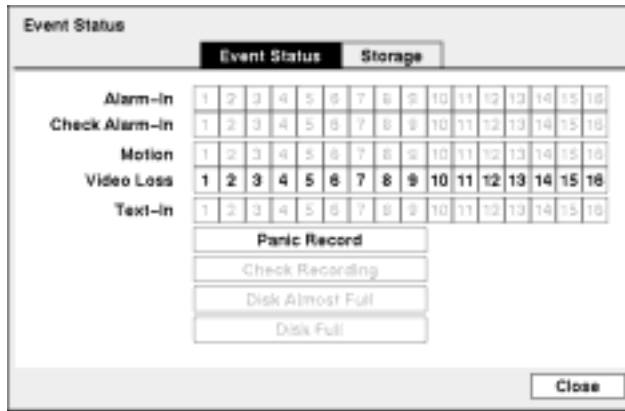 Event Status
Event Status Storage
Alarm–In 1 2 3 4 5 6 7 8 9 10 11 12 13 14 15 16
Check Alarm–In 1 2 3 4 5 6 7 8 9 10 11 12 13 14 15 16
Motion 1 2 3 4 5 6 7 8 9 10 11 12 13 14 15 16
Video Loss 1 2 3 4 5 6 7 8 9 10 11 12 13 14 15 16
Text–In 1 2 3 4 5 6 7 8 9 10 11 12 13 14 15 16
Panic Record
Check Recording
Disk Almost Full
Disk Full
Close